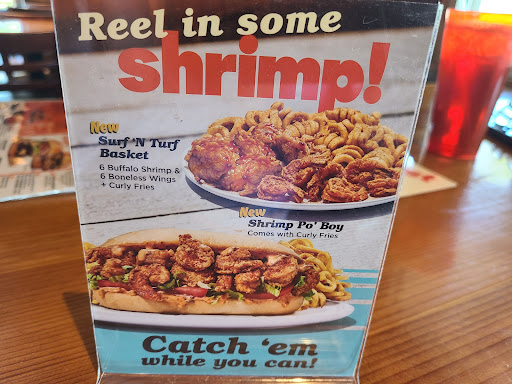 Reel in some
shrimp!
New
Surf 'N Turf
Basket
6 Buffalo Shrimp &
6 Boneless Wings
+ Curly Fries
New
Shrimp Po' Boy
Comes with Curly Fries
Catch 'em
while you can!